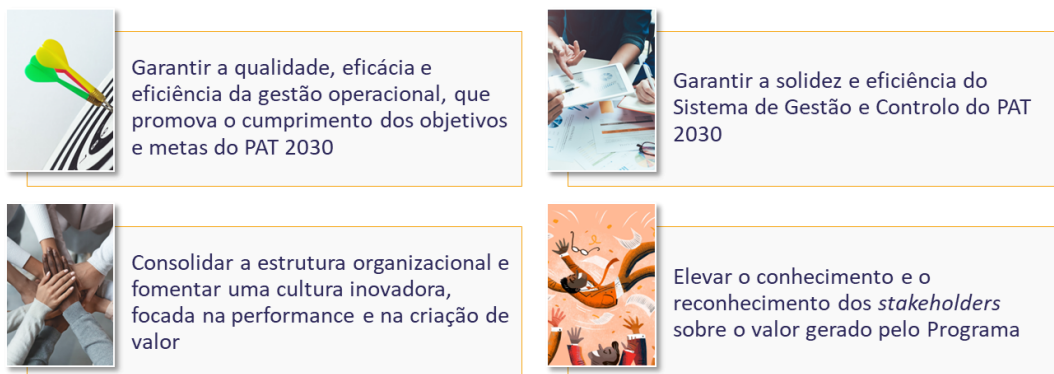 Garantir a qualidade, eficácia e
eficiência da gestão operacional, que
promova o cumprimento dos objetivos
e metas do PAT 2030
Garantir a solidez e eficiência do
Sistema de Gestão e Controlo do PAT
2030
Consolidar a estrutura organizacional e
fomentar uma cultura inovadora,
focada na performance e na criação de
valor
Elevar o conhecimento e o
reconhecimento dos stakeholders
sobre o valor gerado pelo Programa